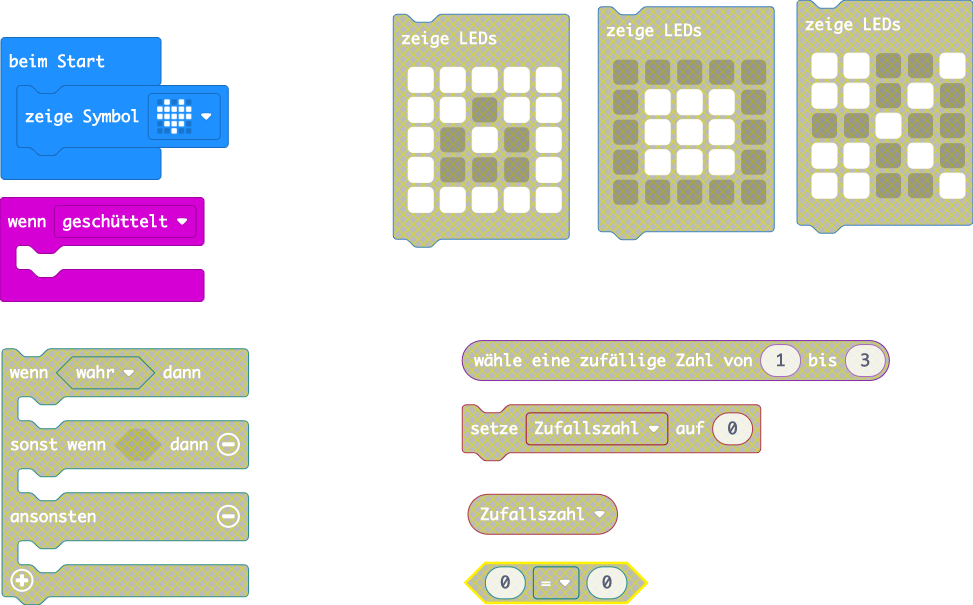 beim Start
zeige Symbol
wenn geschüttelt
zeige LEDs
zeige LEDs
zeige LEDs
wenn wahr dann
sonst wenn dann
ansonsten
wähle eine zufällige Zahl von 1 bis 3
setze Zufallszahl auf 0
Zufallszahl
0 = 0